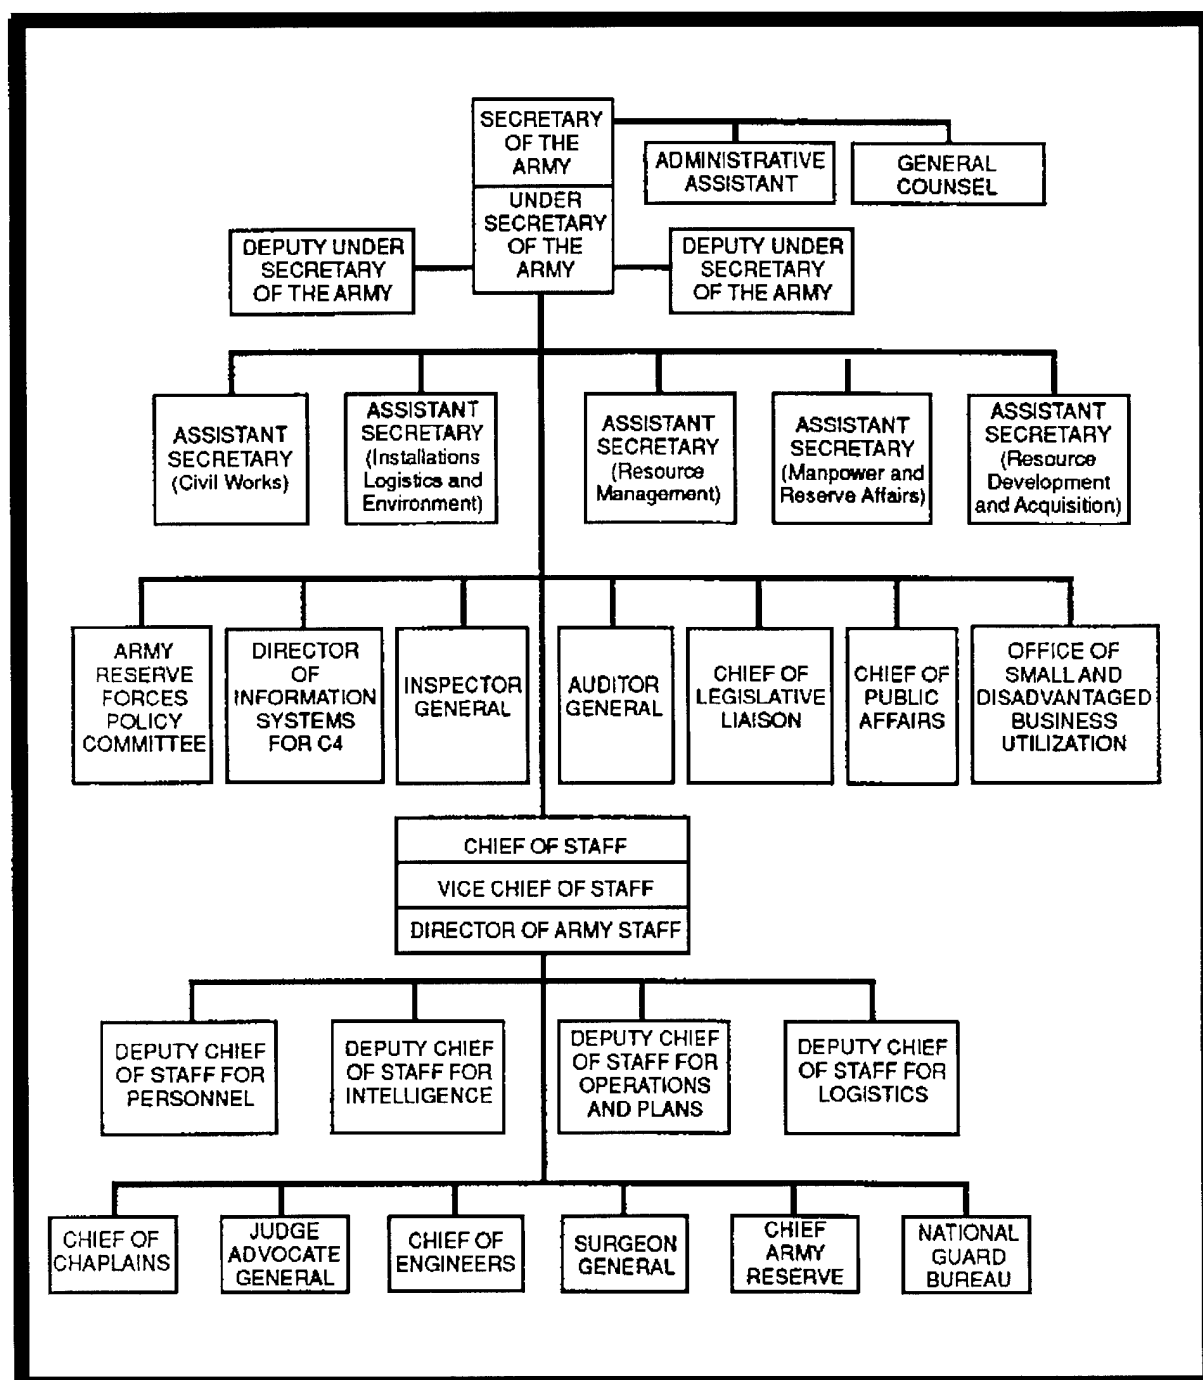 SECRETARY
OF THE
ARMY
ADMINISTRATIVE
ASSISTANT
GENERAL
COUNSEL
UNDER
SECRETARY
OF THE
ARMY
DEPUTY UNDER
SECRETARY
OF THE ARMY
DEPUTY UNDER
SECRETARY
OF THE ARMY
ASSISTANT
SECRETARY
(Civil Works)
ASSISTANT
SECRETARY
(Installations
Logistics and
Environment)
ASSISTANT
SECRETARY
(Resource
Management)
ASSISTANT
SECRETARY
(Manpower and
Reserve Affairs)
ASSISTANT
SECRETARY
(Resource
Development
and Acquisition)
ARMY
RESERVE
FORCES
POLICY
COMMITTEE
DIRECTOR
OF
INFORMATION
SYSTEMS
FOR C4
INSPECTOR
GENERAL
AUDITOR
GENERAL
CHIEF OF
LEGISLATIVE
LIAISON
CHIEF OF
PUBLIC
AFFAIRS
OFFICE OF
SMALL AND
DISADVANTAGED
BUSINESS
UTILIZATION
CHIEF OF STAFF
VICE CHIEF OF STAFF
DIRECTOR OF ARMY STAFF
DEPUTY CHIEF
OF STAFF FOR
PERSONNEL
DEPUTY CHIEF
OF STAFF FOR
INTELLIGENCE
DEPUTY CHIEF
OF STAFF FOR
OPERATIONS
AND PLANS
DEPUTY CHIEF
OF STAFF FOR
LOGISTICS
CHIEF OF
CHAPLAINS
JUDGE
ADVOCATE
GENERAL
CHIEF OF
ENGINEERS
SURGEON
GENERAL
CHIEF
ARMY
RESERVE
NATIONAL
GUARD
BUREAU